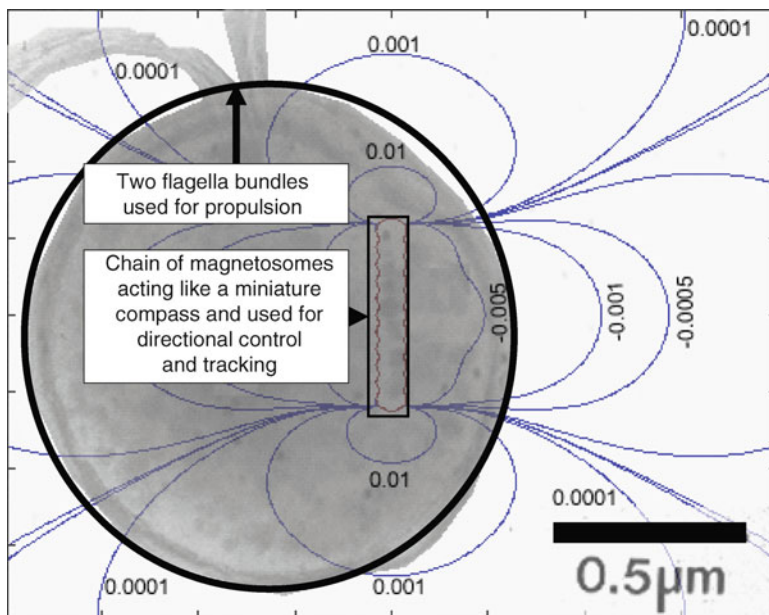 0.0001
0.001
0.0001
0.01
Two flagella bundles
used for propulsion
Chain of magnetosomes
acting like a miniature
compass and used for
directional control
and tracking
-0.005
-0.001
-0.0005
0.01
0.0001
0.5µm
0.0001
0.001